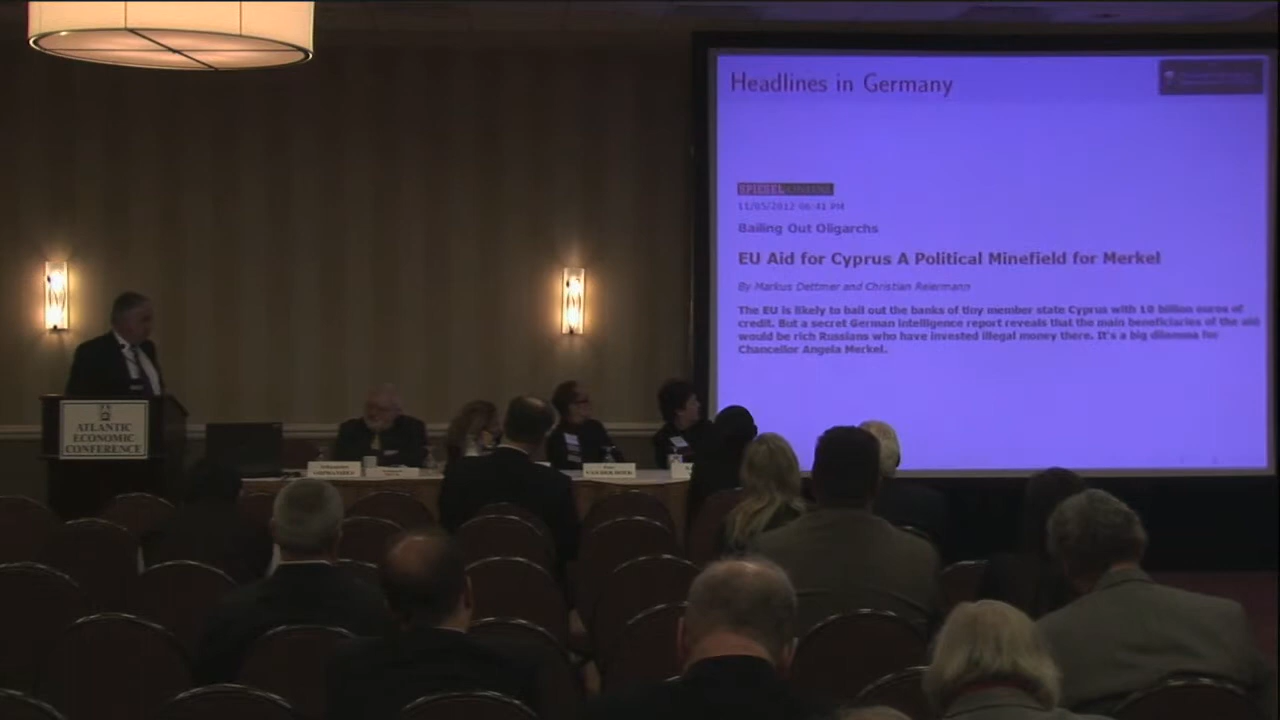 Headlines in Germany
SPIEGEL ONLINE
11/05/2012 06:41 PM
Bailing Out Oligarchs
EU Aid for Cyprus A Political Minefield for Merkel
By Markus Dettmer and Christian Reiermann
The EU is likely to bail out the banks of tiny member state Cyprus with 10 billion euros of
credit. But a secret German intelligence report reveals that the main beneficiaries of the aid
would be rich Russians who have invested illegal money there. It's a big dilemma for
Chancellor Angela Merkel.
ATLANTIC
ECONOMIC
CONFERENCE